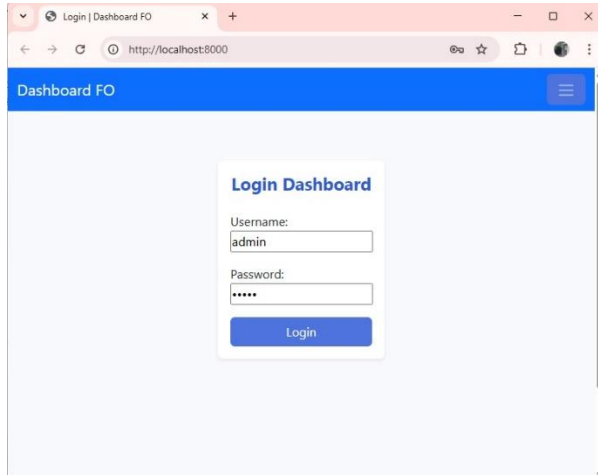 Login | Dashboard FO
http://localhost:8000
Dashboard FO
Login Dashboard
Username:
admin
Password:
•••••
Login